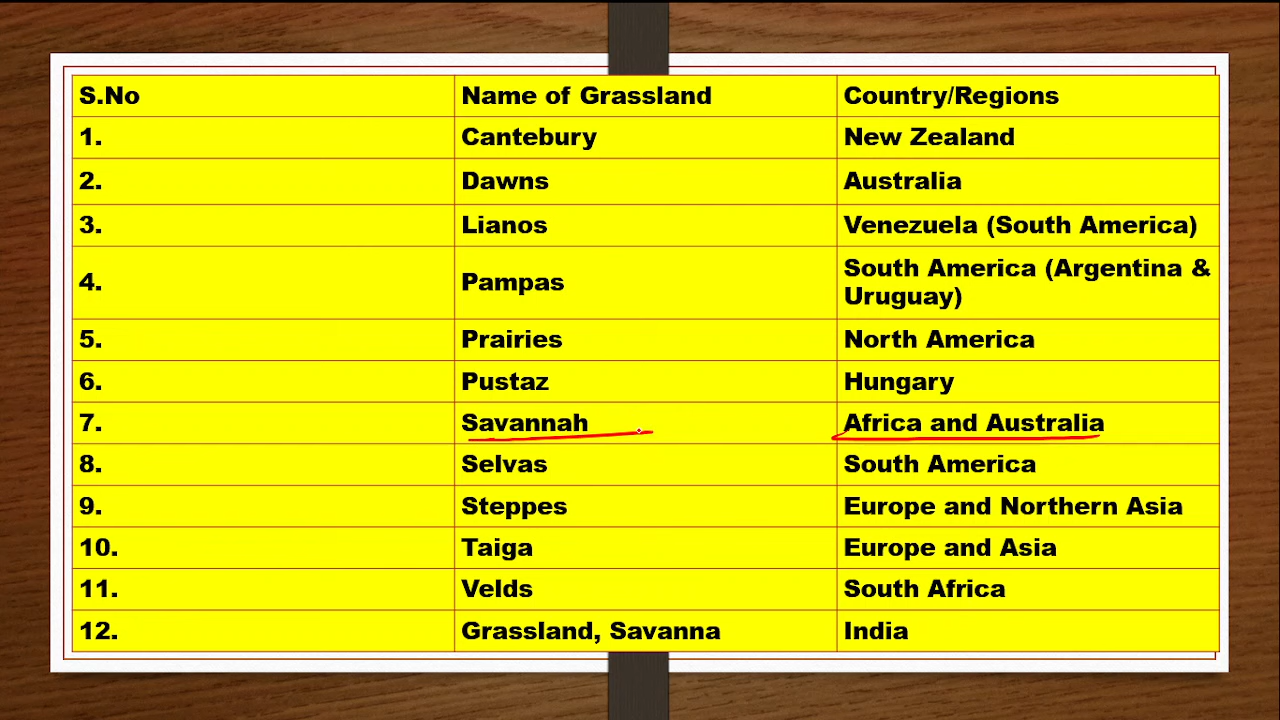 S.No Name of Grassland Country/Regions
1. Cantebury New Zealand
2. Dawns Australia
3. Lianos Venezuela (South America)
4. Pampas South America (Argentina &
Uruguay)
5. Prairies North America
6. Pustaz Hungary
7. Savannah Africa and Australia
8. Selvas South America
9. Steppes Europe and Northern Asia
10. Taiga Europe and Asia
11. Velds South Africa
12. Grassland, Savanna India